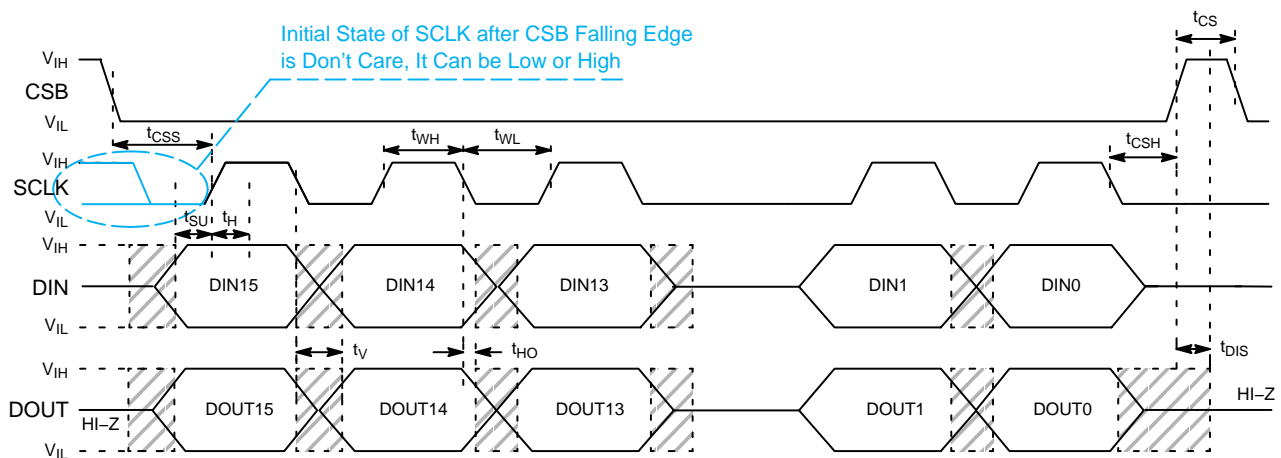 Initial State of SCLK after CSB Falling Edge
is Don't Care, It Can be Low or High
tCS
VIH
CSB
VIL
tCSS
tWH
tWL
tCSH
VIH
SCLK
VIL
tSU
tH
VIH
DIN
VIL
DIN15
DIN14
DIN13
DIN1
DIN0
tV
tHO
tDIS
VIH
DOUT
HI–Z
VIL
DOUT15
DOUT14
DOUT13
DOUT1
DOUT0
HI–Z